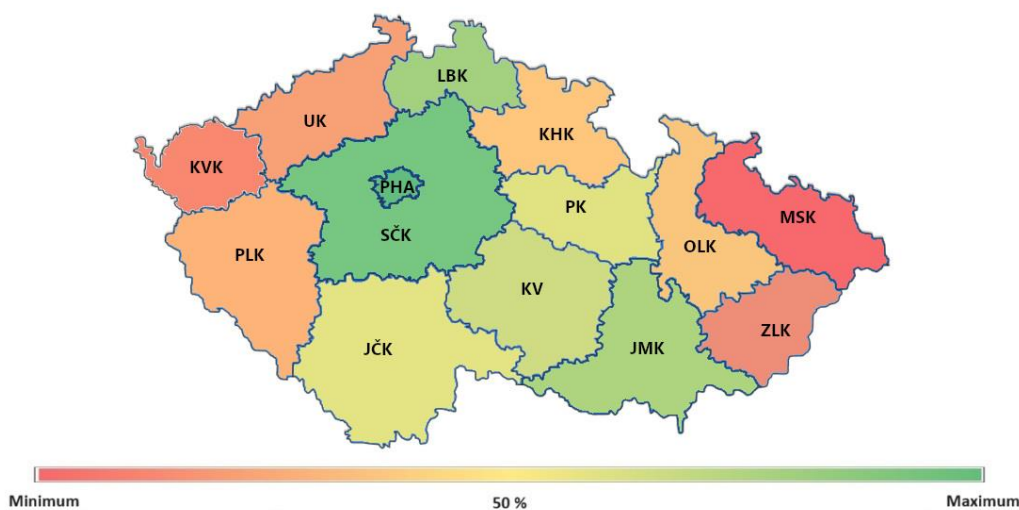 LBK
UK
KHK
KVK
PHA
PK
MSK
SČK
OLK
PLK
KV
ZLK
JČK
JMK
Minimum
50 %
Maximum